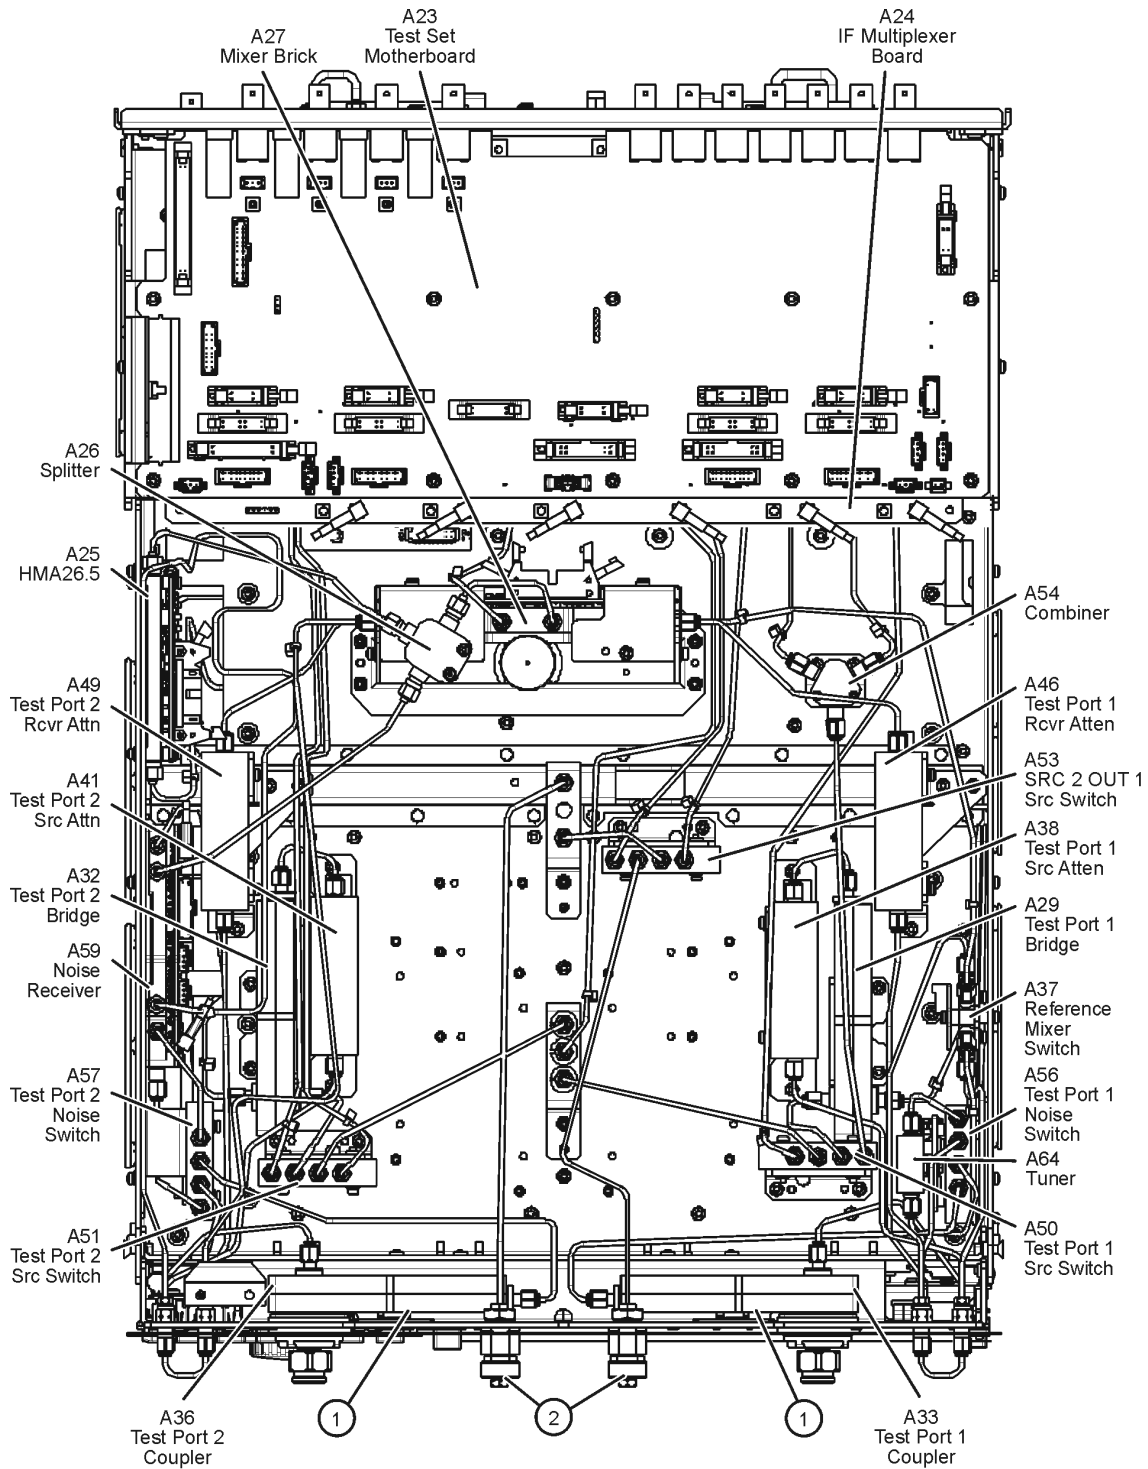 A27
Mixer Brick
A23
Test Set
Motherboard
A24
IF Multiplexer
Board
A26
Splitter
A25
HMA26.5
A49
Test Port 2
Rcvr Attn
A41
Test Port 2
Src Attn
A32
Test Port 2
Bridge
A59
Noise
Receiver
A57
Test Port 2
Noise
Switch
A51
Test Port 2
Src Switch
A54
Combiner
A46
Test Port 1
Rcvr Atten
A53
SRC 2 OUT 1
Src Switch
A38
Test Port 1
Src Atten
A29
Test Port 1
Bridge
A37
Reference
Mixer
Switch
A56
Test Port 1
Noise
Switch
A64
Tuner
A50
Test Port 1
Src Switch
A36
Test Port 2
Coupler
1
2
1
A33
Test Port 1
Coupler